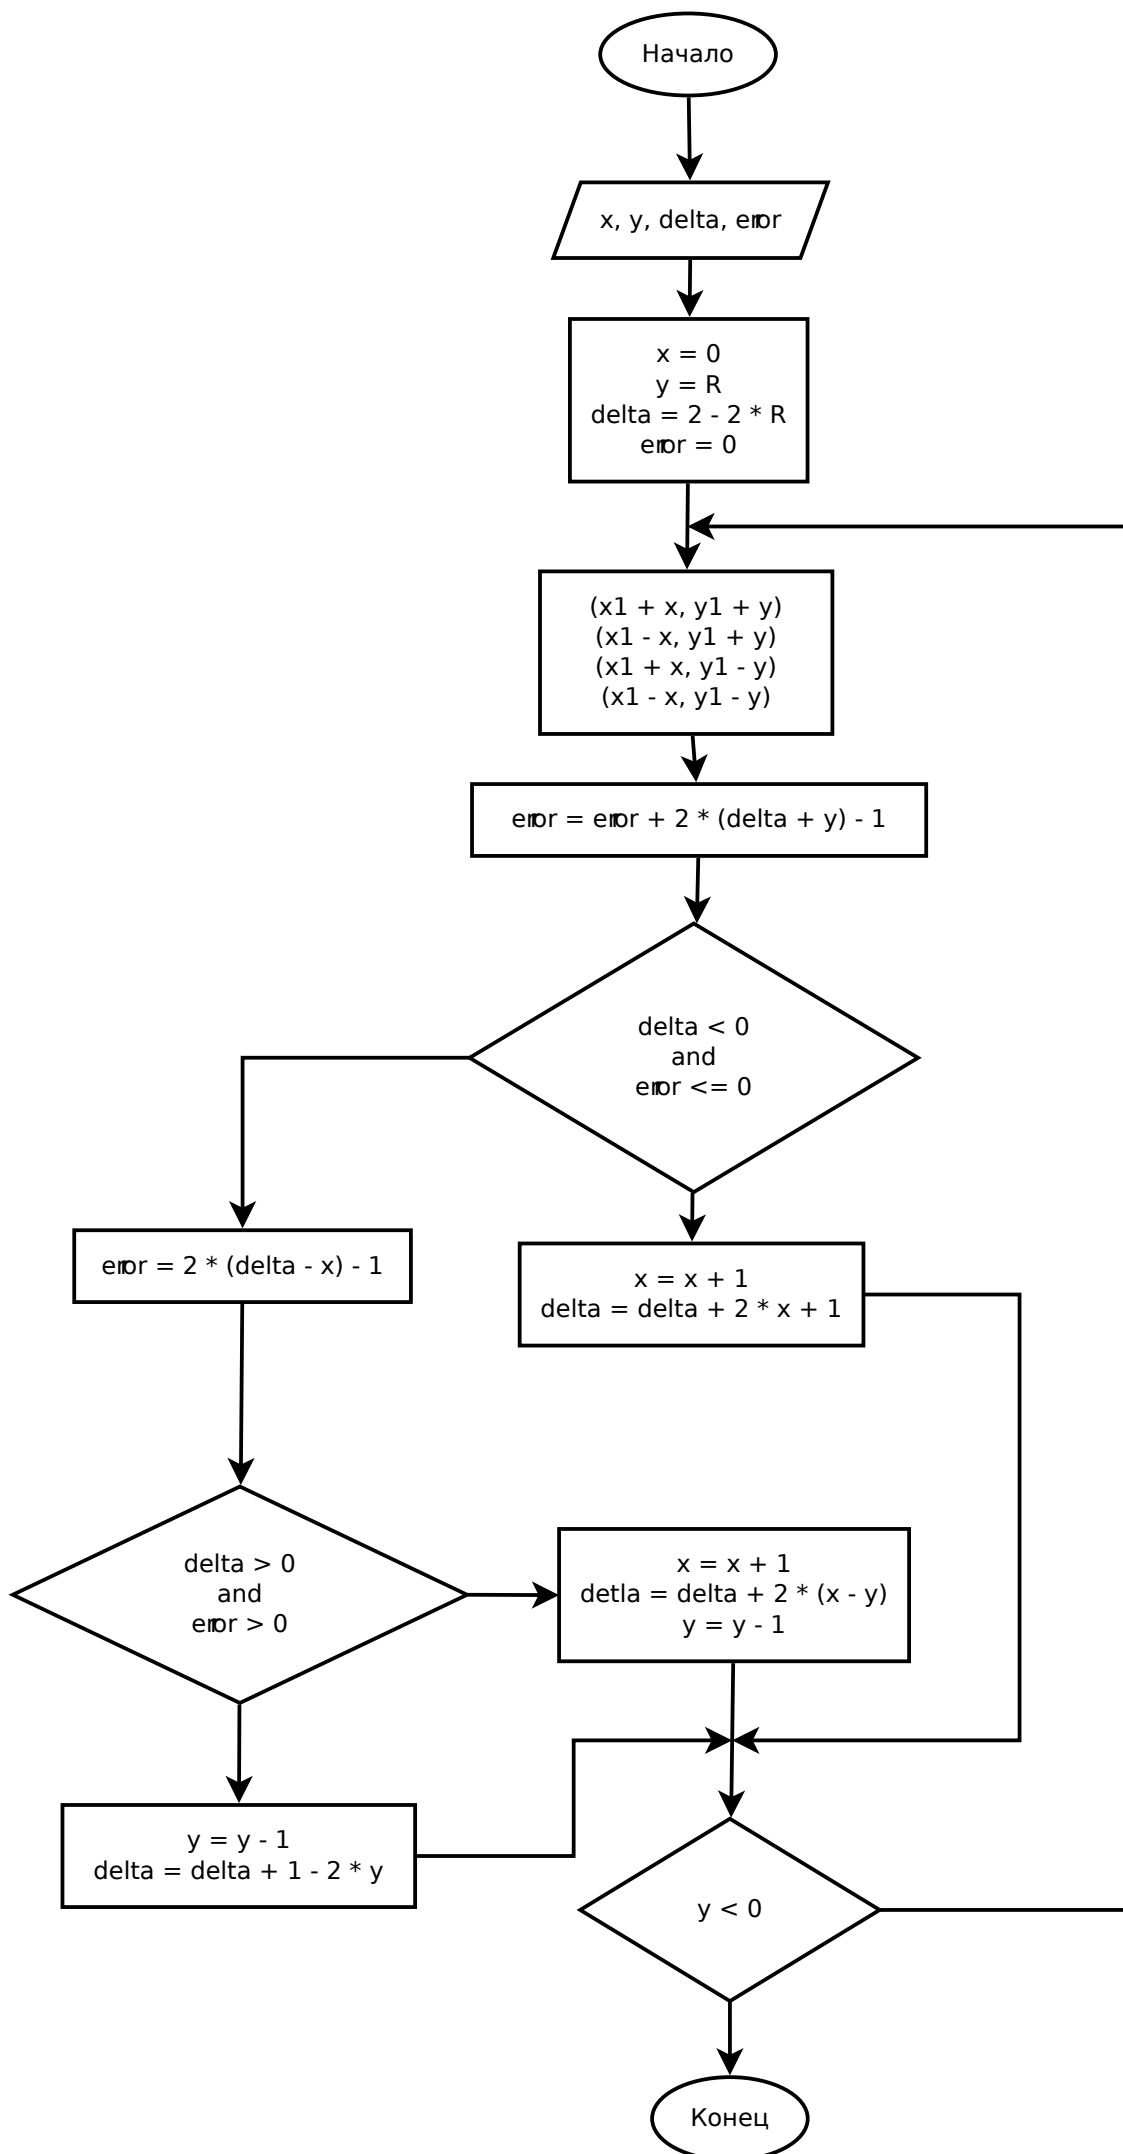 Начало
x, y, delta, error
x = 0
y = R
delta = 2 - 2 * R
error = 0
(x1 + x, y1 + y)
(x1 - x, y1 + y)
(x1 + x, y1 - y)
(x1 - x, y1 - y)
error = error + 2 * (delta + y) - 1
delta < 0
and
error <= 0
error = 2 * (delta - x) - 1
x = x + 1
delta = delta + 2 * x + 1
delta > 0
and
error > 0
x = x + 1
detla = delta + 2 * (x - y)
y = y - 1
y = y - 1
delta = delta + 1 - 2 * y
y < 0
Конец